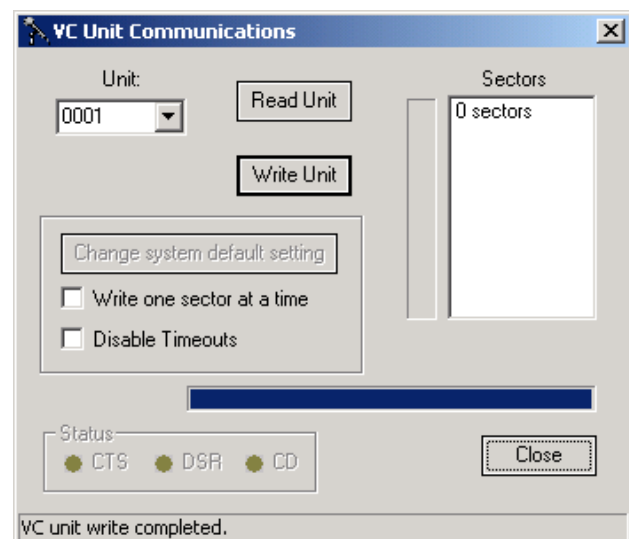 VC Unit Communications
Unit:
0001
Read Unit
Write Unit
Sectors
0 sectors
Change system default setting
Write one sector at a time
Disable Timeouts
Status
CTS
DSR
CD
Close
VC unit write completed.